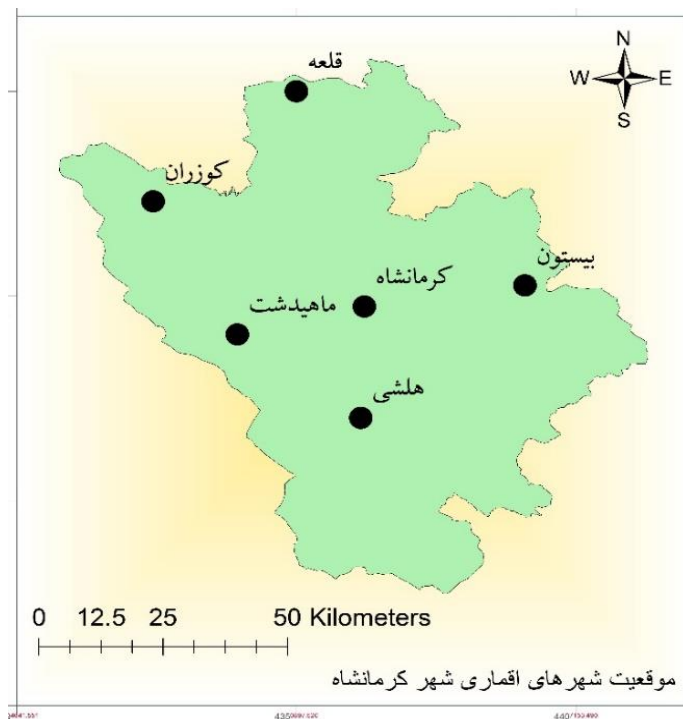 N
W E
S
قلعه
کوزران
بیستون
کرمانشاه
ماهیدشت
هلشی
0 12.5 25 50 Kilometers
موقعیت شهرهای اقماری شهر کرمانشاه